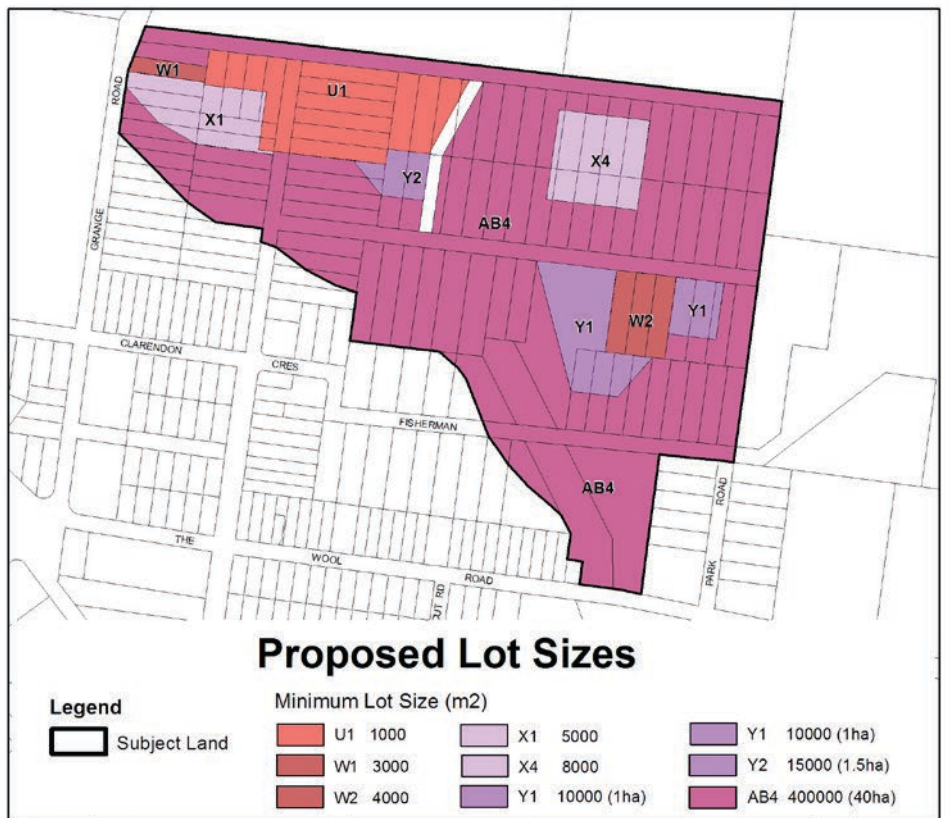 W1
U1
ROAD
X1
X4
Y2
GRANGE
AB4
Y1
W2
Y1
CLARENDON
CRES
FISHERMAN
AB4
ROAD
THE
WOOL
ROAD
PARK
UT RD
Proposed Lot Sizes
Legend
Subject Land
Minimum Lot Size (m2)
U1 1000
W1 3000
W2 4000
X1 5000
X4 8000
Y1 10000 (1ha)
Y1 10000 (1ha)
Y2 15000 (1.5ha)
AB4 400000 (40ha)